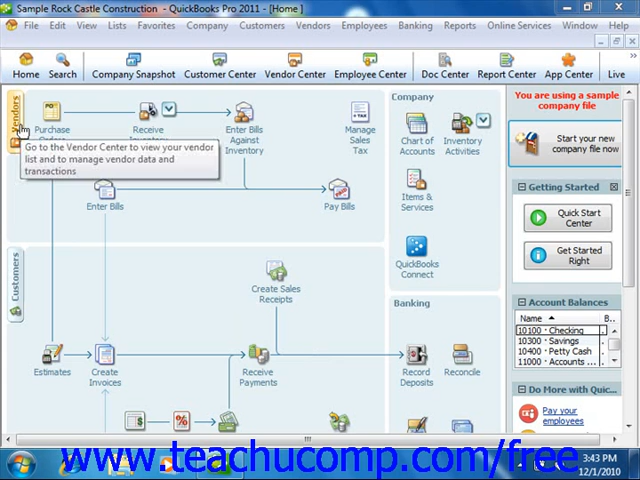 Sample Rock Castle Construction - QuickBooks Pro 2011 - [Home ]
File Edit View Lists Favorites Company Customers Vendors Employees Banking Reports Online Services Window Help
Home Search Company Snapshot Customer Center Vendor Center Employee Center Doc Center Report Center App Center Live
Vendors
Purchase
Receive
Enter Bills
Against
Inventory
Manage
Sales
Tax
+ TAX
Go to the Vendor Center to view your vendor
list and to manage vendor data and
transactions
Enter Bills
Pay Bills
Customers
Create Sales
Receipts
Estimates
Create
Invoices
Receive
Payments
Company
Chart of
Accounts
Inventory
Activities
Items &
Services
QuickBooks
Connect
Banking
Record
Deposits
Reconcile
You are using a sample
company file
Start your new
company file now
Getting Started
Quick Start
Center
Get Started
Right
Account Balances
Name B..
10100 · Checking
10300 · Savings
10400 · Petty Cash
11000 · Accounts ...
Do More with Quic...
Pay your
employees
www.teachucomp.com/free
3:43 PM
12/1/2010